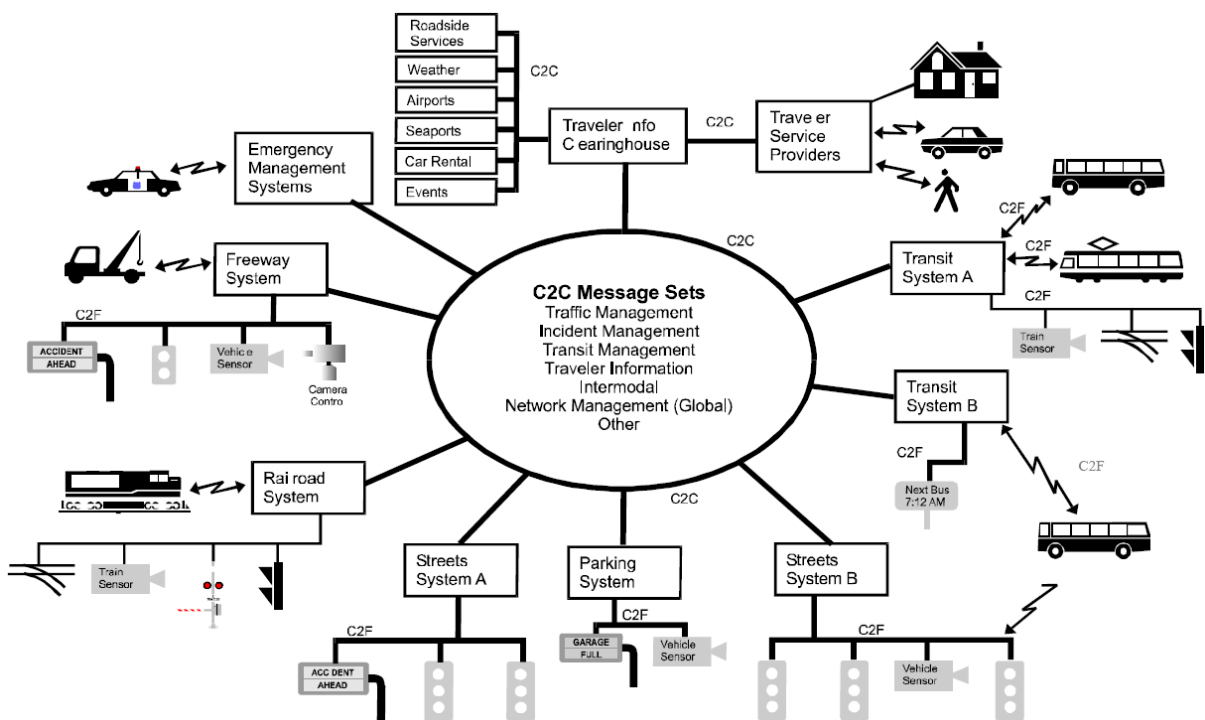 Roadside
Services
Weather
Airports
Seaports
Car Rental
Events
C2C
Traveler nfo
C earinghouse
C2C
Trave er
Service
Providers
Emergency
Management
Systems
Freeway
System
C2F
ACCIDENT
AHEAD
Vehic e
Sensor
Camera
Contro
C2C
C2C Message Sets
Traffic Management
Incident Management
Transit Management
Traveler Information
Intermodal
Network Management (Global)
Other
C2C
C2F
C2F
Transit
System A
C2F
Train
Sensor
Transit
System B
C2F
Next Bus
7:12 AM
C2F
Rai road
System
Train
Sensor
Streets
System A
C2F
ACC DENT
AHEAD
Parking
System
C2F
GARAGE
FULL
Vehicle
Sensor
Streets
System B
C2F
Vehicle
Sensor